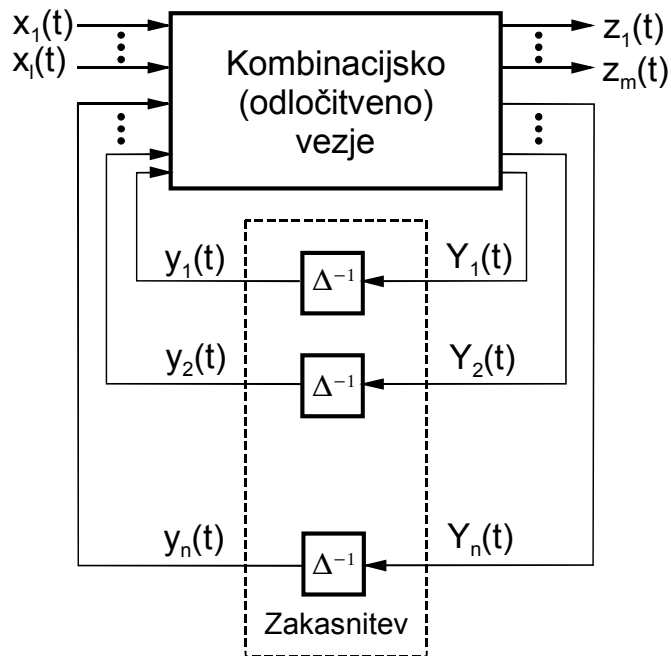 x₁(t)
xₗ(t)
Kombinacijsko
(odločitveno)
vezje
z₁(t)
zₘ(t)
y₁(t)
Δ⁻¹
Y₁(t)
y₂(t)
Δ⁻¹
Y₂(t)
yₙ(t)
Δ⁻¹
Yₙ(t)
Zakasnitev